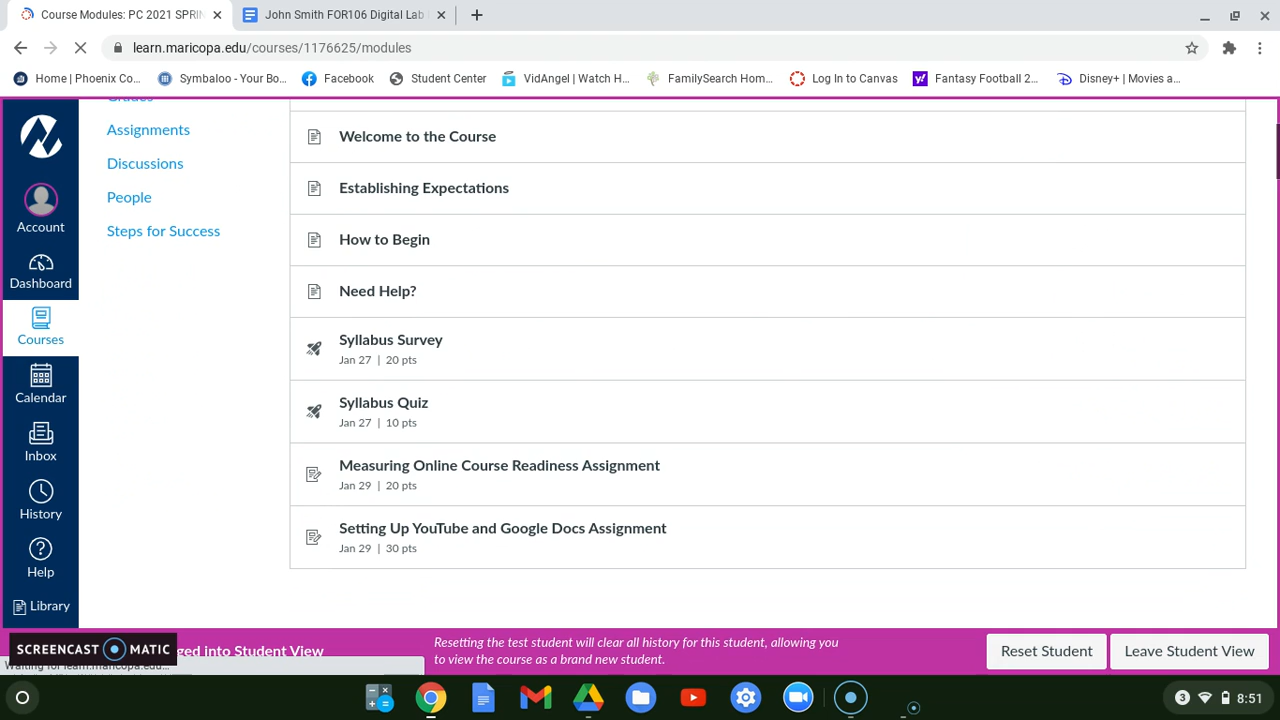 Course Modules: PC 2021 SPRIN
John Smith FOR106 Digital Lab
learn.maricopa.edu/courses/1176625/modules
Home | Phoenix Co...
Symbaloo - Your Bo...
Facebook
Student Center
VidAngel | Watch H...
FamilySearch Hom...
Log In to Canvas
Fantasy Football 2...
Disney+ | Movies a...
Grades
Assignments
Discussions
People
Steps for Success
Account
Dashboard
Courses
Calendar
Inbox
History
Help
Library
Welcome to the Course
Establishing Expectations
How to Begin
Need Help?
Syllabus Survey
Jan 27 | 20 pts
Syllabus Quiz
Jan 27 | 10 pts
Measuring Online Course Readiness Assignment
Jan 29 | 20 pts
Setting Up YouTube and Google Docs Assignment
Jan 29 | 30 pts
SCREENCAST MATIC
ged into Student View
Waiting for learn.maricopa.edu...
Resetting the test student will clear all history for this student, allowing you
to view the course as a brand new student.
Reset Student
Leave Student View
3
8:51